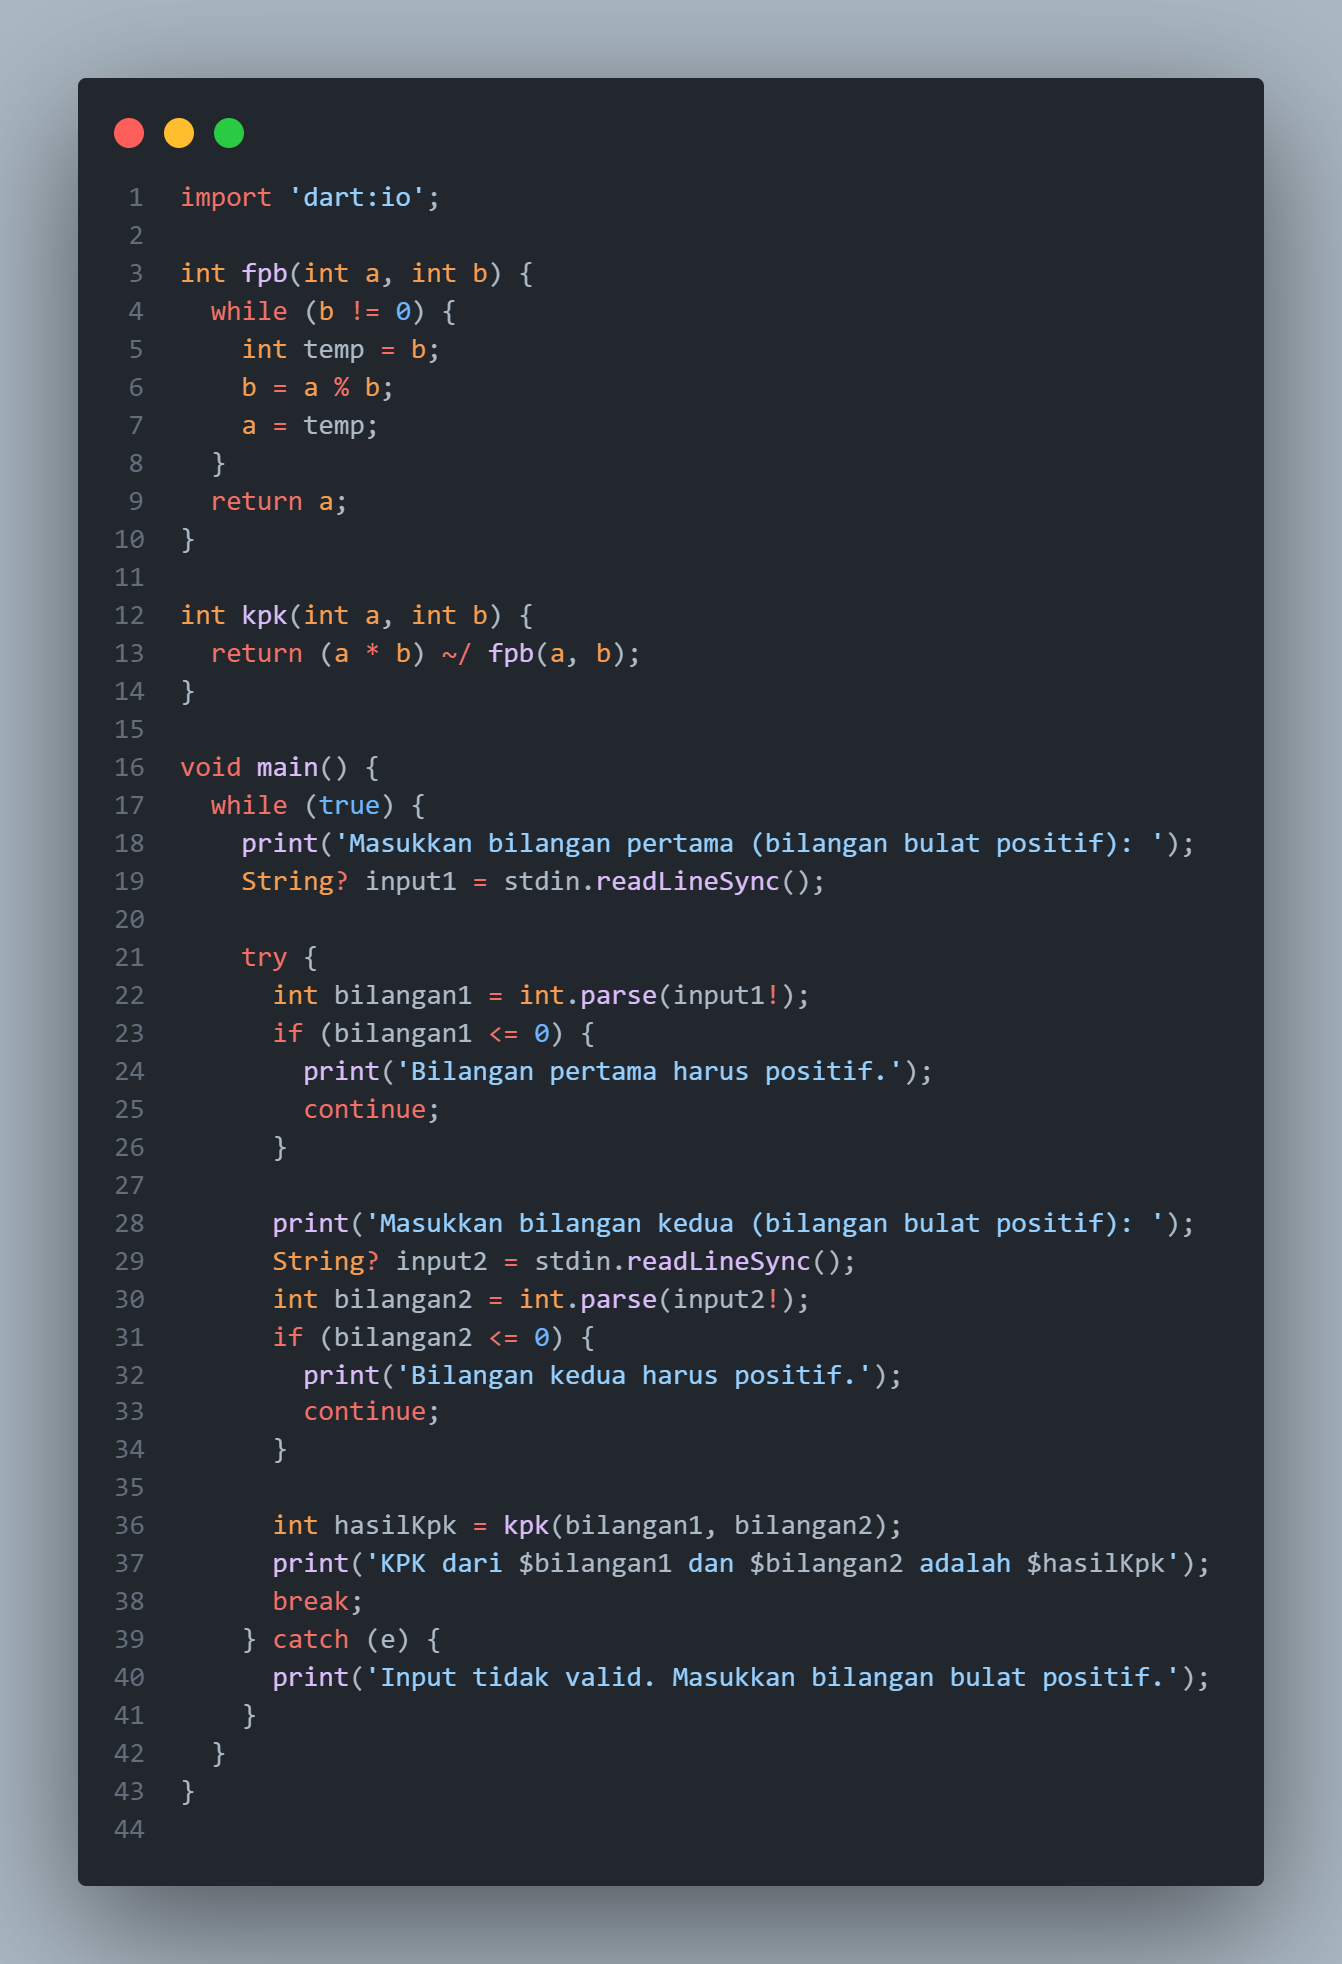 1 import 'dart:io';
2
3 int fpb(int a, int b) {
4   while (b != 0) {
5     int temp = b;
6     b = a % b;
7     a = temp;
8   }
9   return a;
10 }
11
12 int kpk(int a, int b) {
13   return (a * b) ~/ fpb(a, b);
14 }
15
16 void main() {
17   while (true) {
18     print('Masukkan bilangan pertama (bilangan bulat positif): ');
19     String? input1 = stdin.readLineSync();
20
21     try {
22       int bilangan1 = int.parse(input1!);
23       if (bilangan1 <= 0) {
24         print('Bilangan pertama harus positif.');
25         continue;
26       }
27
28       print('Masukkan bilangan kedua (bilangan bulat positif): ');
29       String? input2 = stdin.readLineSync();
30       int bilangan2 = int.parse(input2!);
31       if (bilangan2 <= 0) {
32         print('Bilangan kedua harus positif.');
33         continue;
34       }
35
36       int hasilKpk = kpk(bilangan1, bilangan2);
37       print('KPK dari $bilangan1 dan $bilangan2 adalah $hasilKpk');
38       break;
39     } catch (e) {
40       print('Input tidak valid. Masukkan bilangan bulat positif.');
41     }
42   }
43 }
44